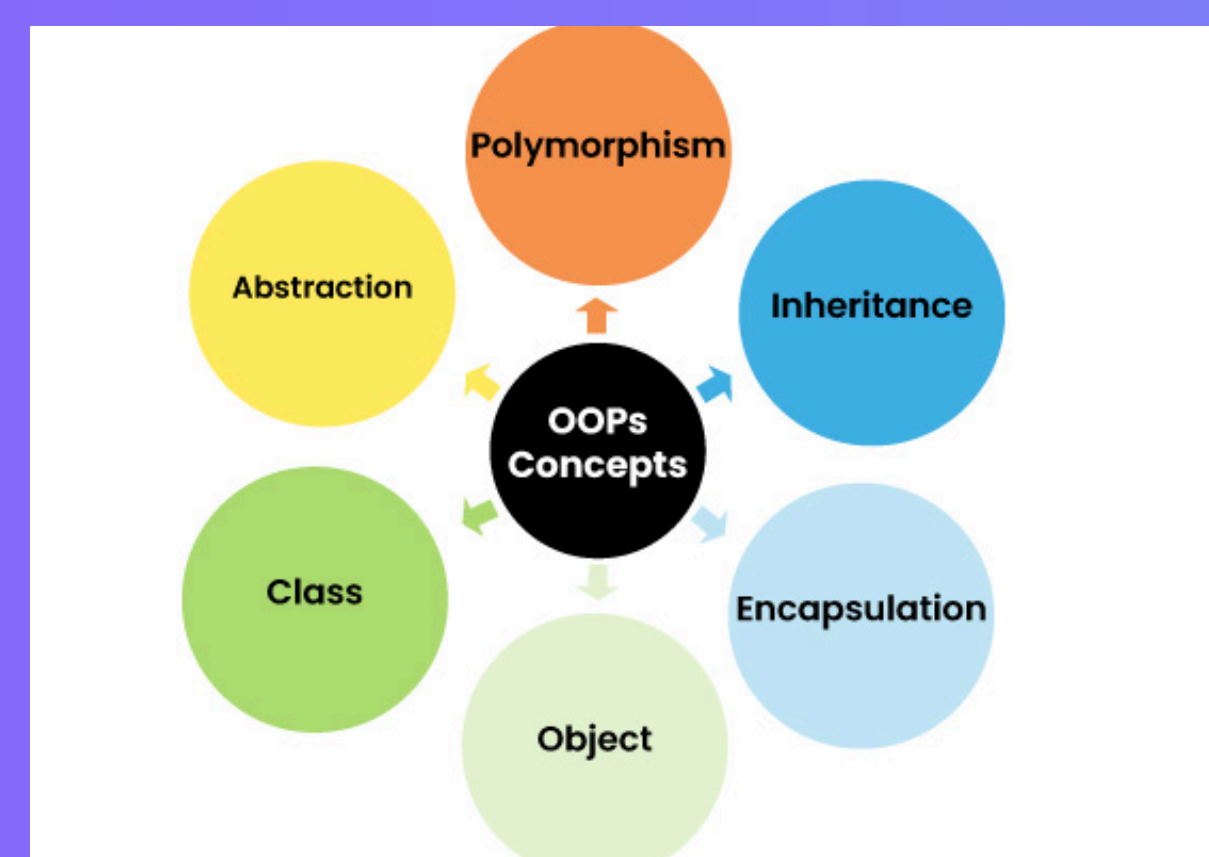 Polymorphism
Abstraction
Inheritance
OOPs
Concepts
Class
Encapsulation
Object